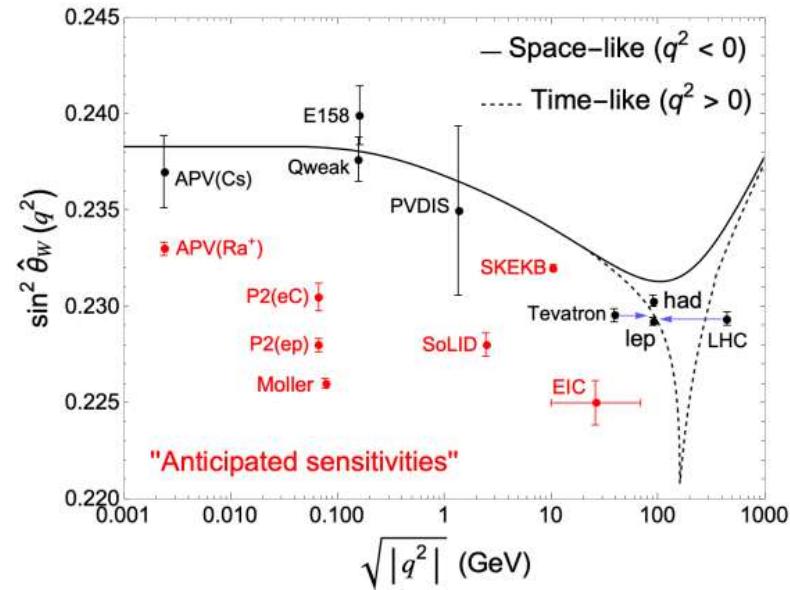 0.245
0.240
0.235
0.230
0.225
0.220
sin² θ̂_W (q²)
— Space-like (q² < 0)
---- Time-like (q² > 0)
E158
Qweak
APV(Cs)
PVDIS
APV(Ra⁺)
SKEKB
P2(eC)
had
Tevatron
lep
LHC
P2(ep)
SoLID
Moller
EIC
"Anticipated sensitivities"
0.001 0.010 0.100 1 10 100 1000
√|q²| (GeV)